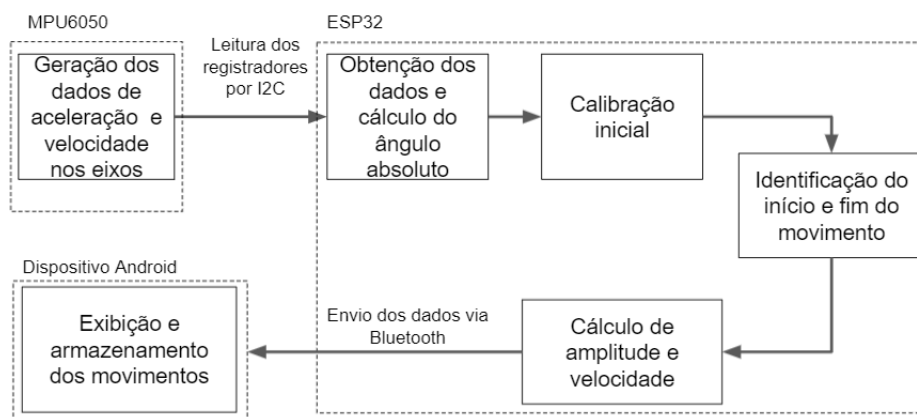 MPU6050
ESP32
Geração dos
dados de
aceleração e
velocidade
nos eixos
Leitura dos
registradores
por I2C
Obtenção dos
dados e
cálculo do
ângulo
absoluto
Calibração
inicial
Identificação do
início e fim do
movimento
Cálculo de
amplitude e
velocidade
Envio dos dados via
Bluetooth
Dispositivo Android
Exibição e
armazenamento
dos movimentos